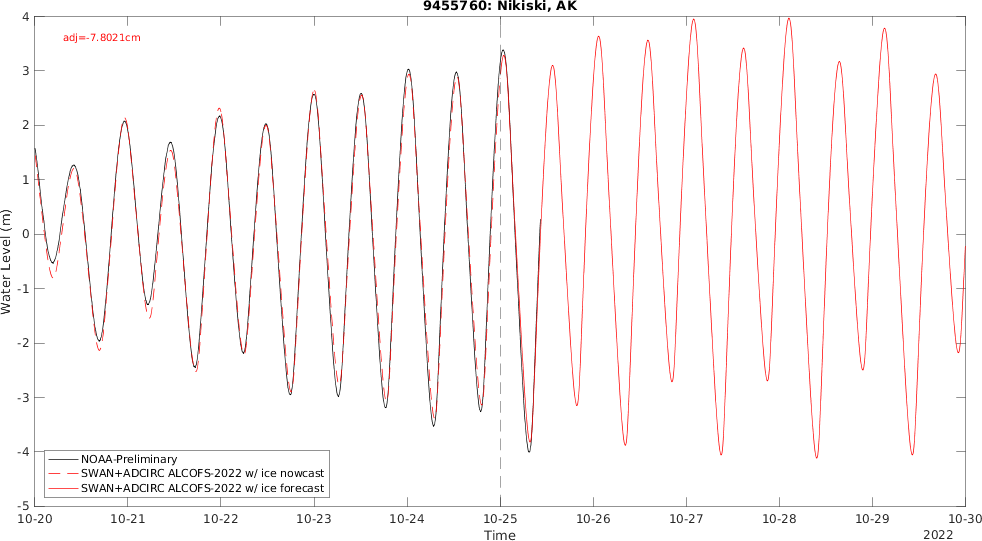 9455760: Nikiski, AK
adj=-7.8021cm
Water Level (m)
4
3
2
1
0
-1
-2
-3
-4
-5
NOAA-Preliminary
SWAN+ADCIRC ALCOFS-2022 w/ ice nowcast
SWAN+ADCIRC ALCOFS-2022 w/ ice forecast
10-20 10-21 10-22 10-23 10-24 10-25 10-26 10-27 10-28 10-29 10-30
Time
2022